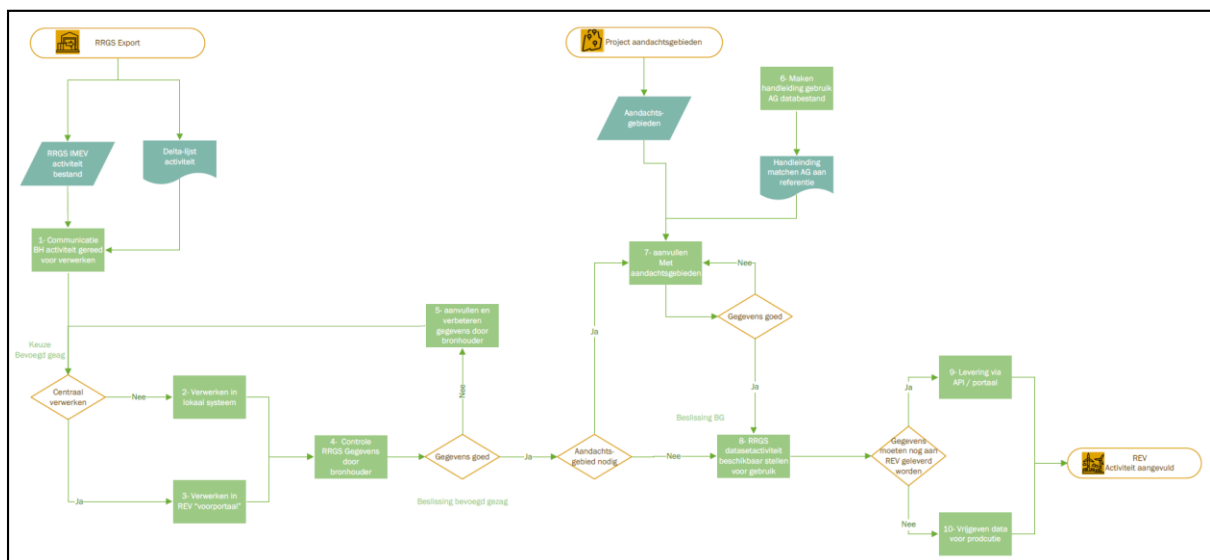 RRGS Export
Project aandachtsgebieden
6- Maken
handleiding gebruik
AG databestand
Aandachts-
gebieden
RRGS IMEV
activiteit
bestand
Delta-lijst
activiteit
Handleinding
matchen AG aan
referentie
1- Communicatie
BH activiteit gereed
voor verwerken
7- aanvullen
Met
aandachtsgebieden
Nee
Gegevens goed
5- aanvullen en
verbeteren
gegevens door
bronhouder
Ja
Keuze
Bevoegd geag
Centraal
verwerken
Nee
2- Verwerken in
lokaal systeem
Nee
Ja
Beslissing BG
9- Levering via
API / portaal
Ja
4- Controle
RRGS Gegevens
door
bronhouder
Gegevens goed
Ja
Aandachts-
gebied nodig
Nee
8- RRGS
datasetactiviteit
beschikbaar stellen
voor gebruik
Gegevens
moeten nog aan
REV geleverd
worden
REV
Activiteit aangevuld
Ja
3- Verwerken in
REV "voorportaal"
Beslissing bevoegd gezag
Nee
10- Vrijgeven data
voor prodcutie